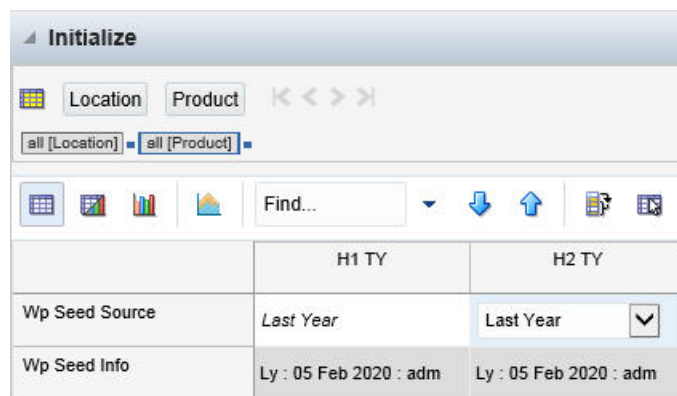 Initialize
Location Product
all [Location] all [Product]
Find...
H1 TY H2 TY
Wp Seed Source Last Year Last Year
Wp Seed Info Ly : 05 Feb 2020 : adm Ly : 05 Feb 2020 : adm